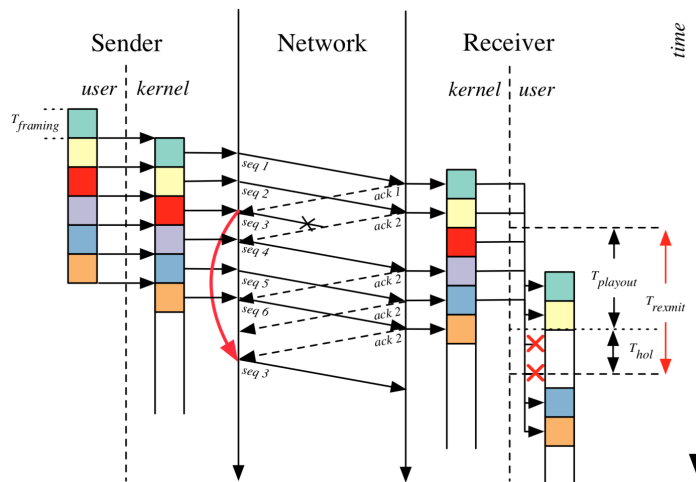 Sender
Network
Receiver
time
user
kernel
kernel
user
T_framing
seq 1
seq 2
seq 3
seq 4
seq 5
seq 6
seq 3
ack 1
ack 2
ack 2
ack 2
ack 2
T_playout
T_rexmit
T_hol